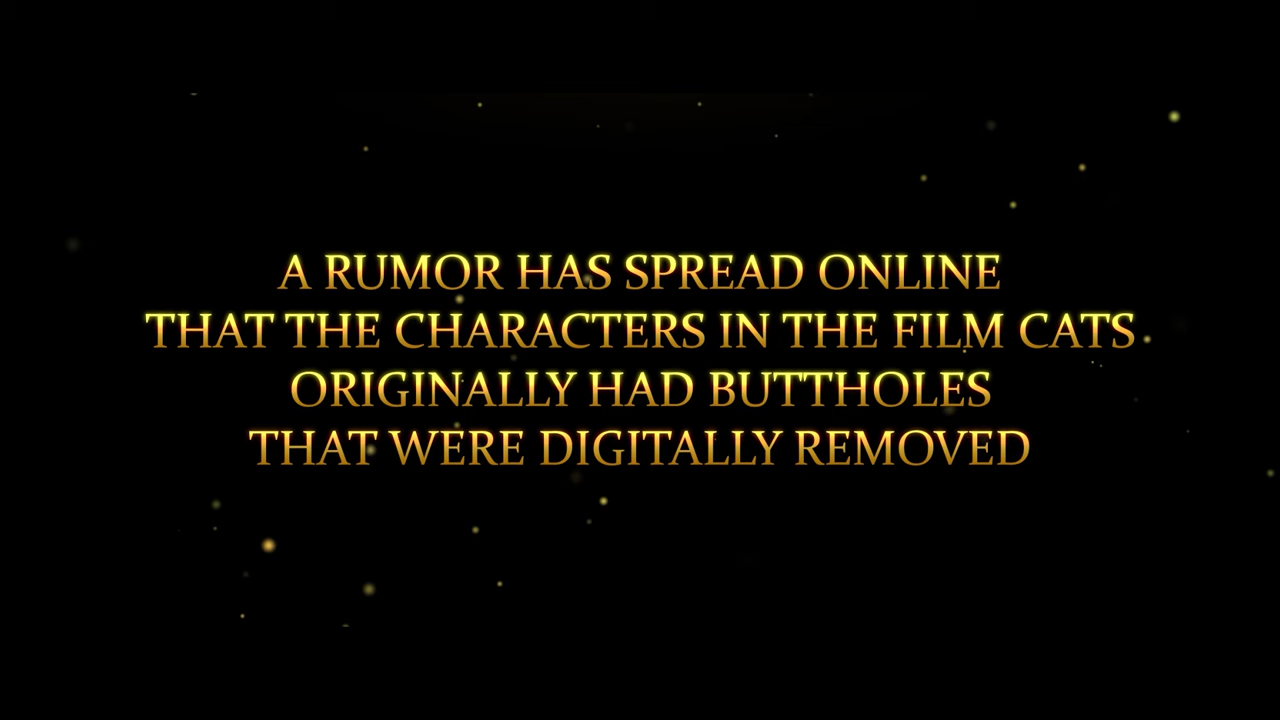 A RUMOR HAS SPREAD ONLINE
THAT THE CHARACTERS IN THE FILM CATS
ORIGINALLY HAD BUTTHOLES
THAT WERE DIGITALLY REMOVED